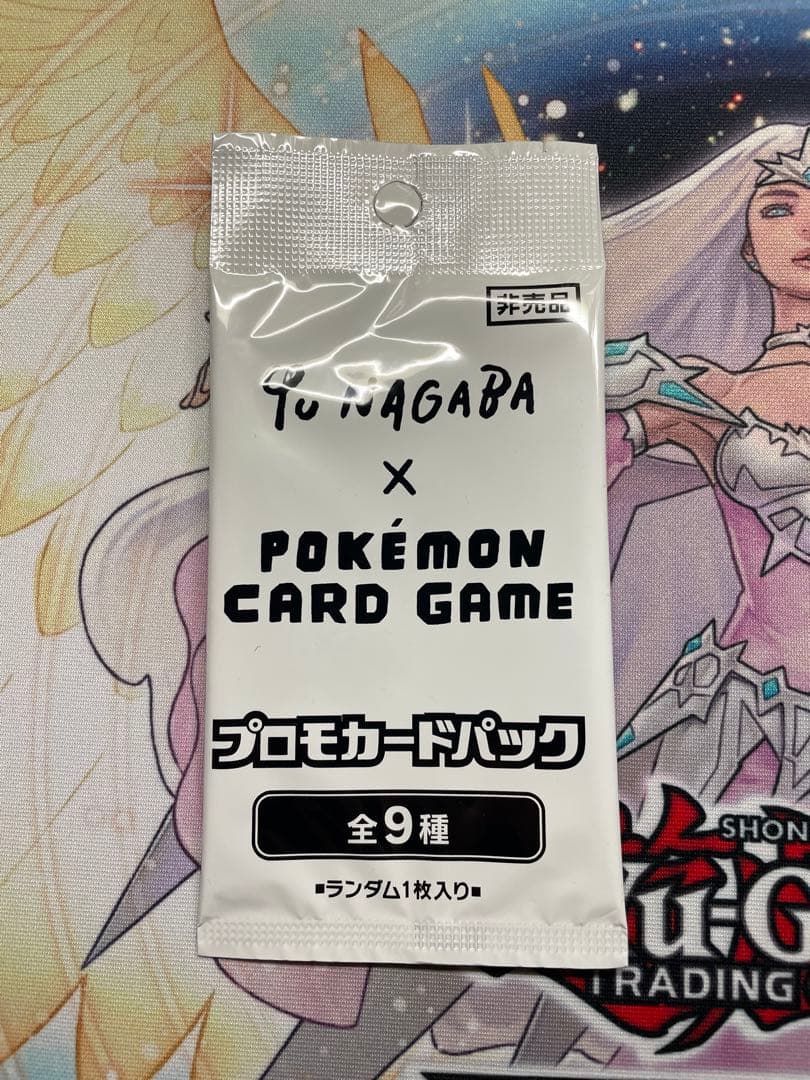 非売品
YU NAGABA
×
POKÉMON
CARD GAME
プロモカードパック
全9種
■ランダム1枚入り■
SHON
Yu-G
TRADING